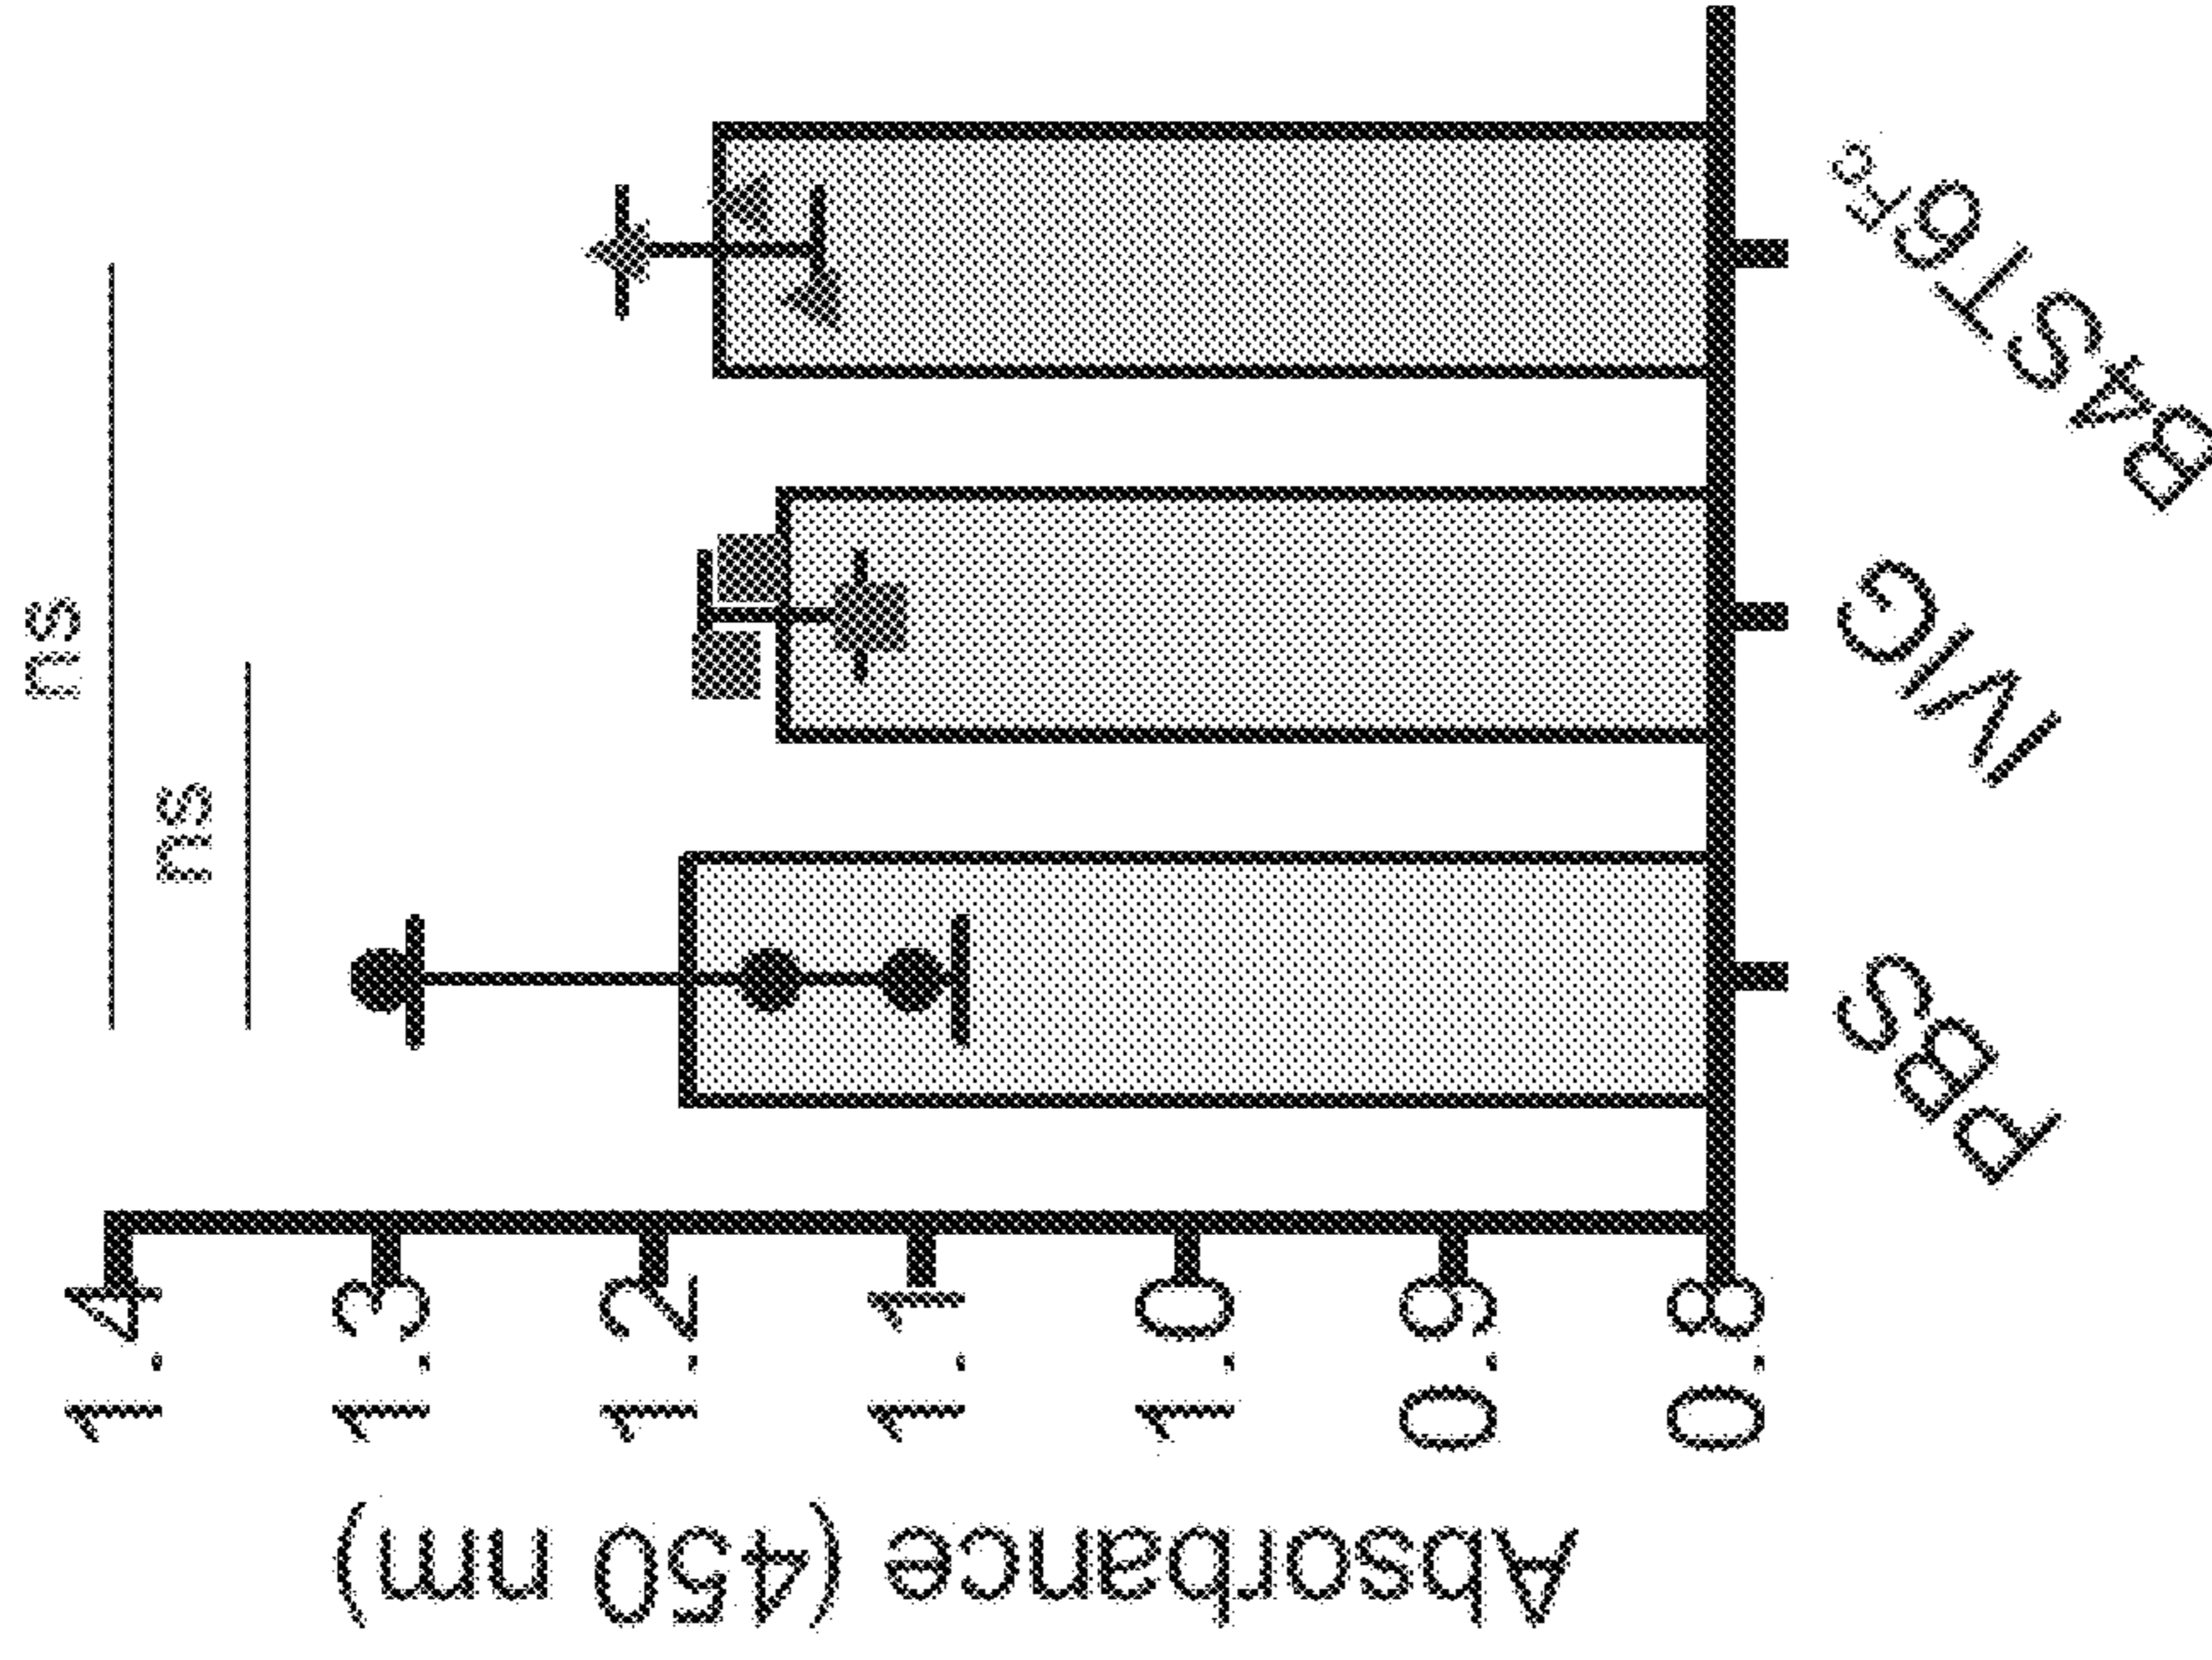 ns
ns
1.4
1.3
1.2
1.1
1.0
0.9
0.8
Absorbance (450 nm)
PBS
IVIG
B4ST6Fc